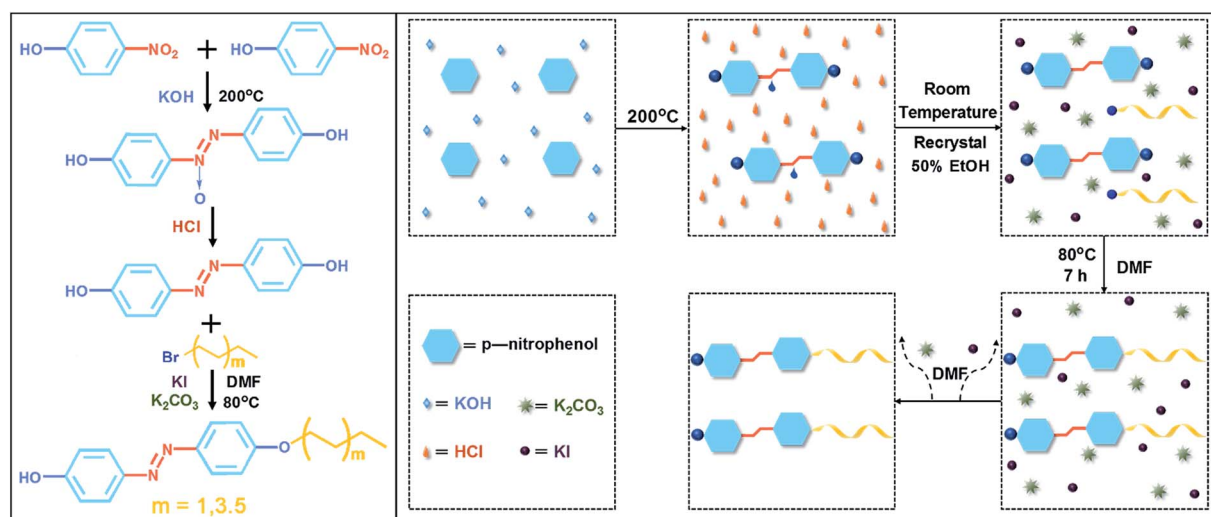 HO
NO₂
+
HO
NO₂
KOH
200°C
N
OH
HO
N
O
HCl
N
OH
HO
N
+
Br
m
KI
DMF
K₂CO₃
80°C
O
m
N
HO
N
m = 1,3.5
200°C
Room
Temperature
Recrystal
50% EtOH
80°C
7 h
DMF
DMF
= p—nitrophenol
= KOH
= K₂CO₃
= HCl
= KI